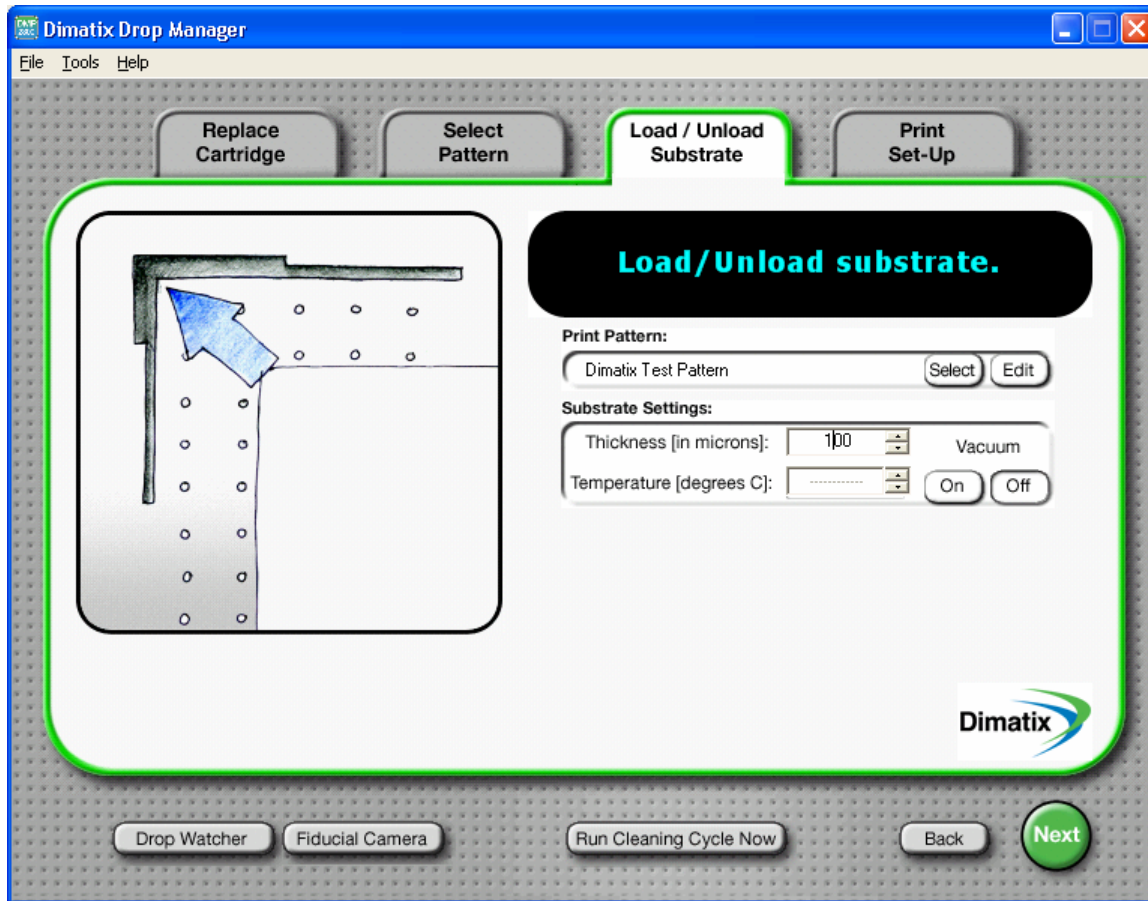 Dimatix Drop Manager
File Tools Help
Replace
Cartridge
Select
Pattern
Load / Unload
Substrate
Print
Set-Up
Load/Unload substrate.
Print Pattern:
Dimatix Test Pattern Select Edit
Substrate Settings:
Thickness [in microns]: 100 Vacuum
Temperature [degrees C]: ----------- On Off
Dimatix
Drop Watcher Fiducial Camera Run Cleaning Cycle Now Back Next